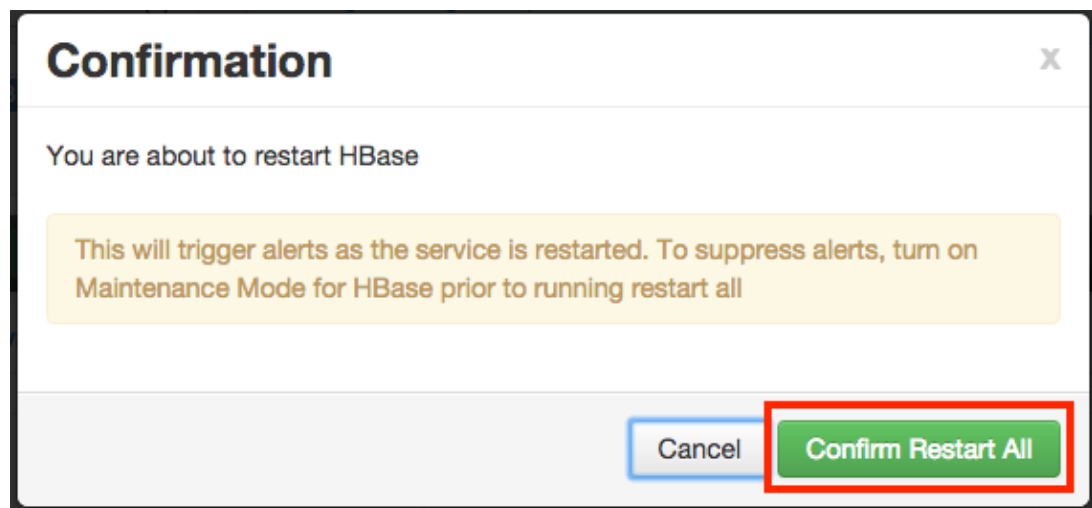 Confirmation
x
You are about to restart HBase
This will trigger alerts as the service is restarted. To suppress alerts, turn on
Maintenance Mode for HBase prior to running restart all
Cancel
Confirm Restart All